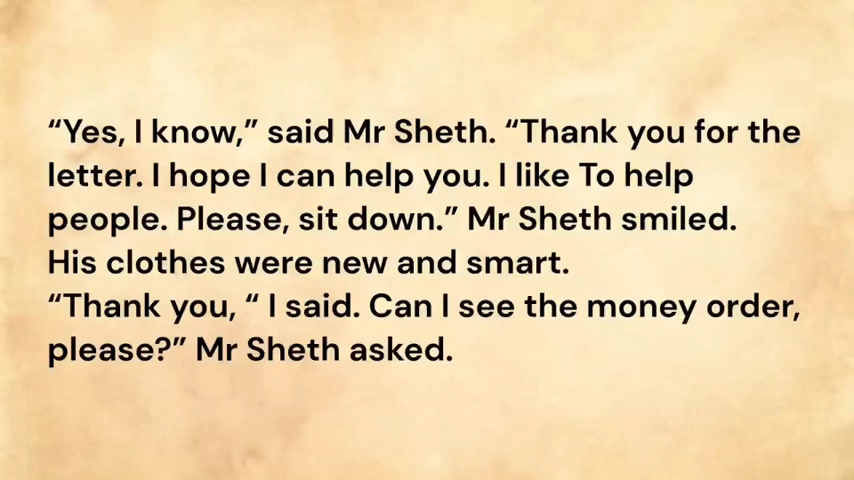 “Yes, I know,” said Mr Sheth. “Thank you for the
letter. I hope I can help you. I like To help
people. Please, sit down.” Mr Sheth smiled.
His clothes were new and smart.
“Thank you, “ I said. Can I see the money order,
please?” Mr Sheth asked.